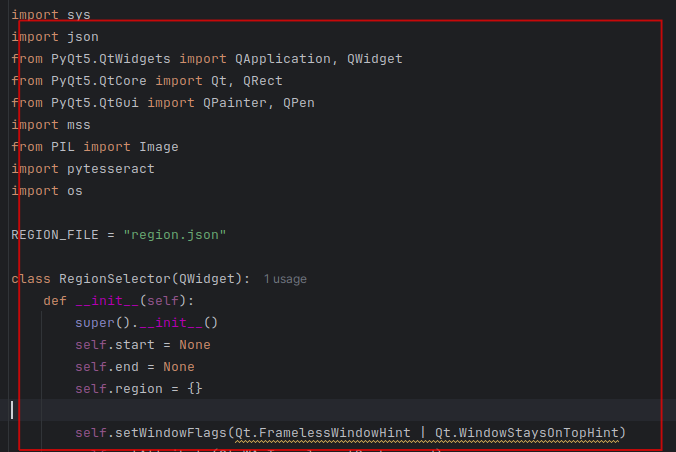 import sys
import json
from PyQt5.QtWidgets import QApplication, QWidget
from PyQt5.QtCore import Qt, QRect
from PyQt5.QtGui import QPainter, QPen
import mss
from PIL import Image
import pytesseract
import os
REGION_FILE = "region.json"
class RegionSelector(QWidget): 1 usage
def __init__(self):
super().__init__()
self.start = None
self.end = None
self.region = {}
self.setWindowFlags(Qt.FramelessWindowHint | Qt.WindowStaysOnTopHint)